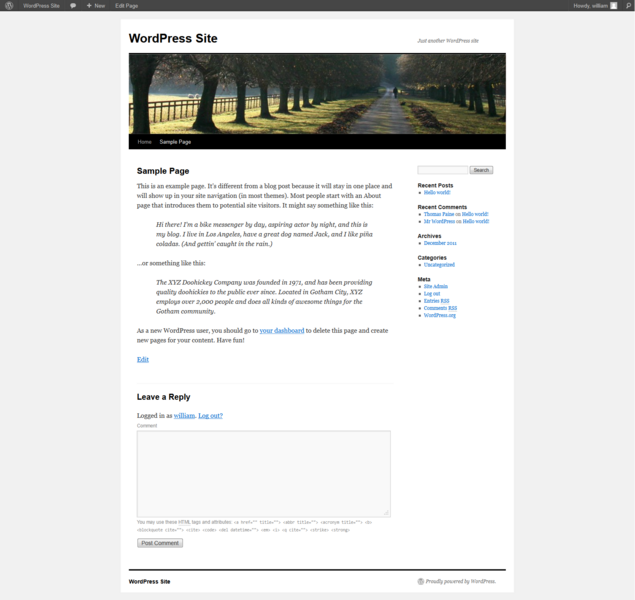 WordPress Site New Edit Page Howdy, william
WordPress Site
Just another WordPress site
Home Sample Page
Sample Page
This is an example page. It's different from a blog post because it will stay in one place and
will show up in your site navigation (in most themes). Most people start with an About
page that introduces them to potential site visitors. It might say something like this:
Hi there! I'm a bike messenger by day, aspiring actor by night, and this is
my blog. I live in Los Angeles, have a great dog named Jack, and I like piña
coladas. (And gettin' caught in the rain.)
...or something like this:
The XYZ Doohickey Company was founded in 1971, and has been providing
quality doohickies to the public ever since. Located in Gotham City, XYZ
employs over 2,000 people and does all kinds of awesome things for the
Gotham community.
As a new WordPress user, you should go to your dashboard to delete this page and create
new pages for your content. Have fun!
Edit
Leave a Reply
Logged in as william. Log out?
Comment
You may use these HTML tags and attributes: <a href="" title=""> <abbr title=""> <acronym title=""> <b>
<blockquote cite=""> <cite> <code> <del datetime=""> <em> <i> <q cite=""> <strike> <strong>
Post Comment
Search
Recent Posts
Hello world!
Recent Comments
Thomas Paine on Hello world!
Mr WordPress on Hello world!
Archives
December 2011
Categories
Uncategorized
Meta
Site Admin
Log out
Entries RSS
Comments RSS
WordPress.org
WordPress Site
Proudly powered by WordPress.